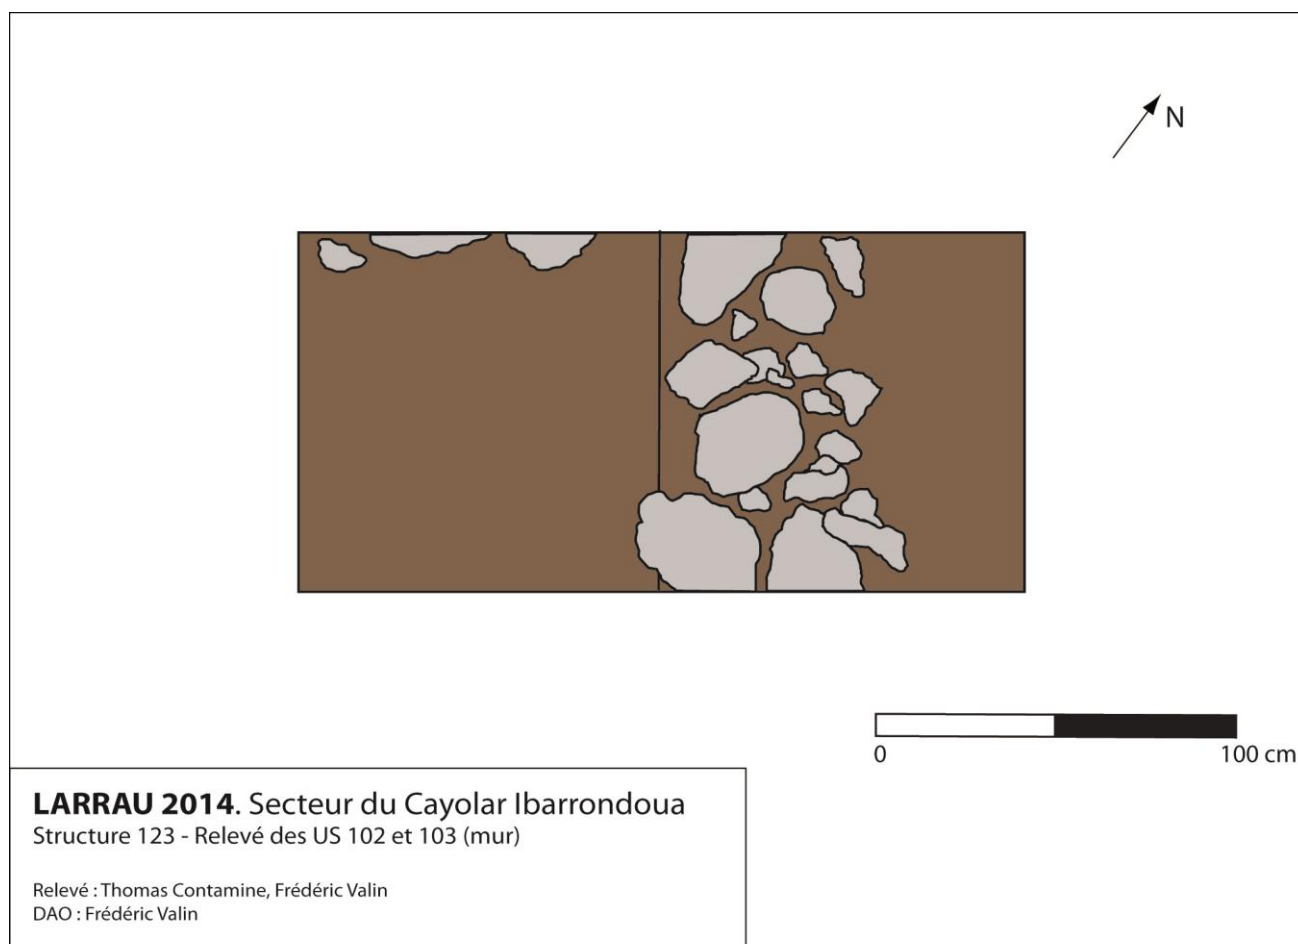 N
0 100 cm
LARRAU 2014. Secteur du Cayolar Ibarrondoua
Structure 123 - Relevé des US 102 et 103 (mur)
Relevé : Thomas Contamine, Frédéric Valin
DAO : Frédéric Valin